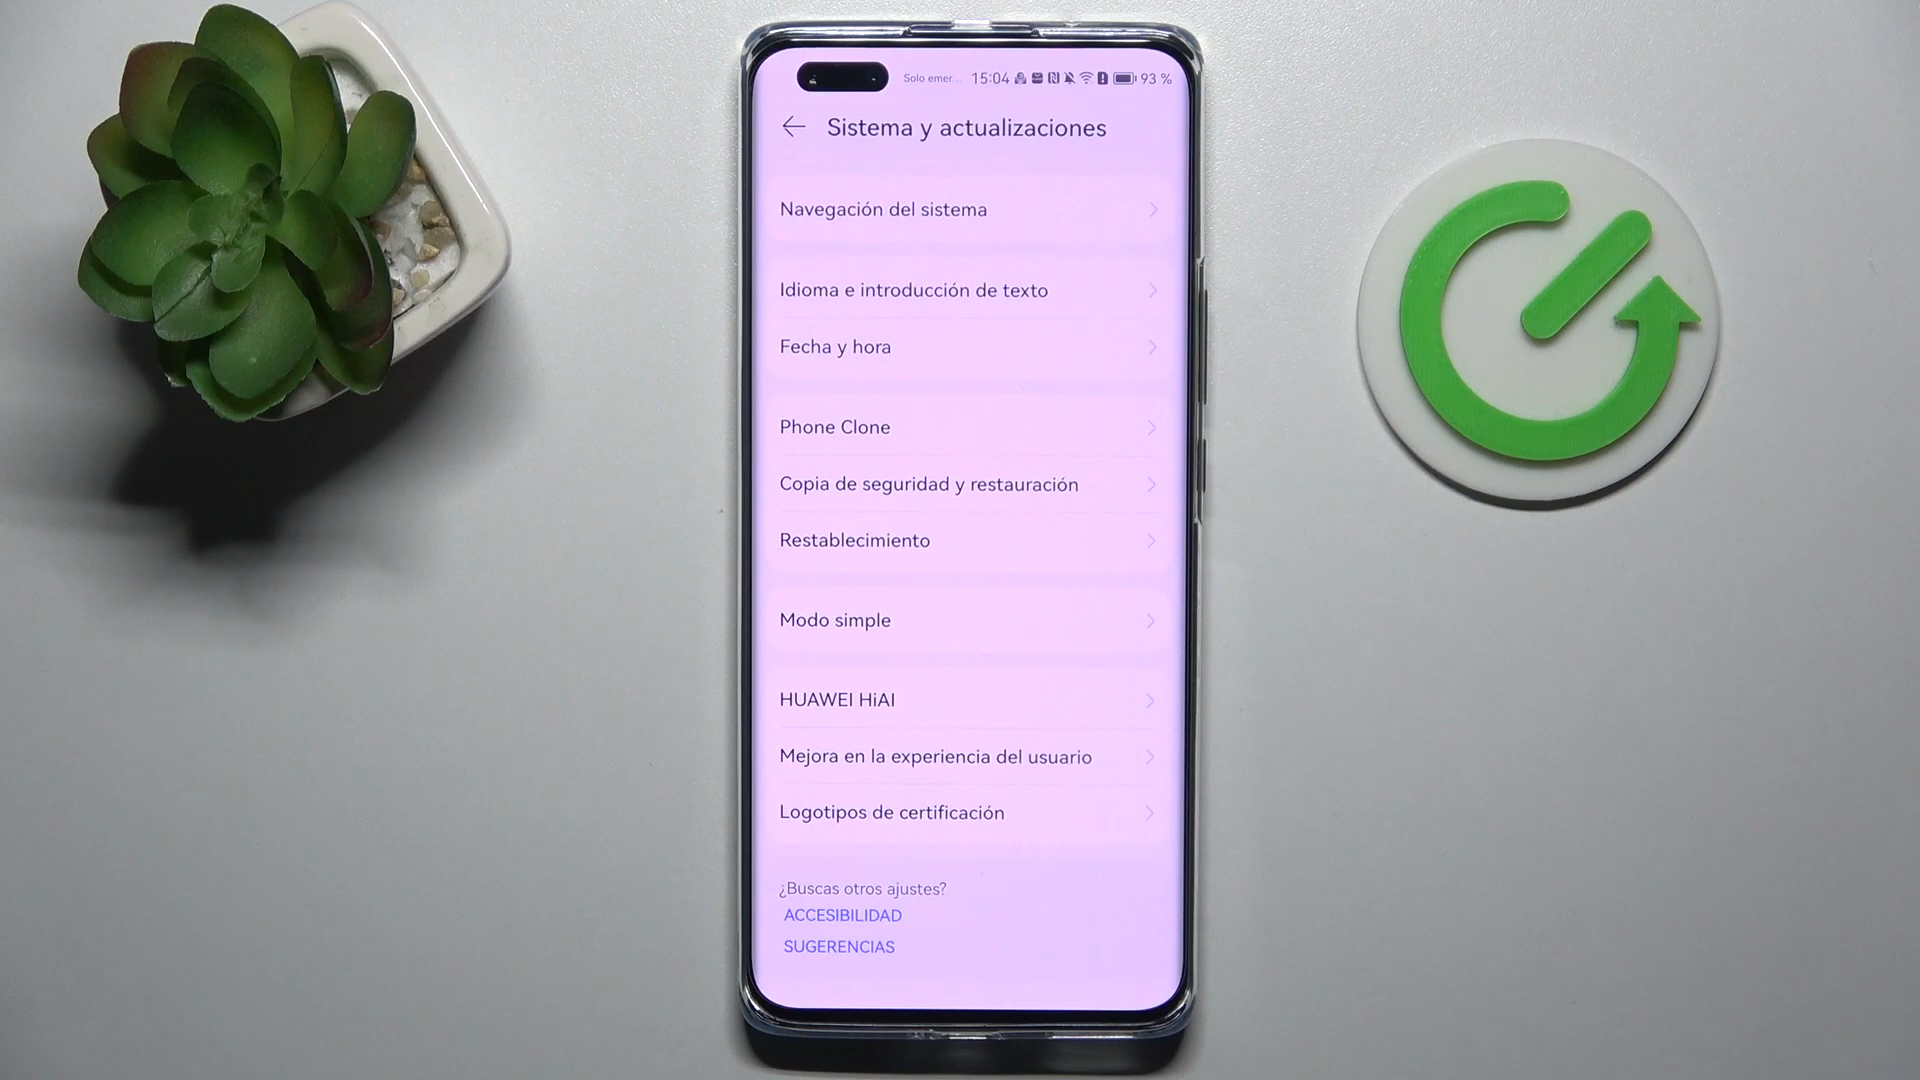 Solo emer... 15:04 93 %
Sistema y actualizaciones
Navegación del sistema
Idioma e introducción de texto
Fecha y hora
Phone Clone
Copia de seguridad y restauración
Restablecimiento
Modo simple
HUAWEI HiAI
Mejora en la experiencia del usuario
Logotipos de certificación
¿Buscas otros ajustes?
ACCESIBILIDAD
SUGERENCIAS